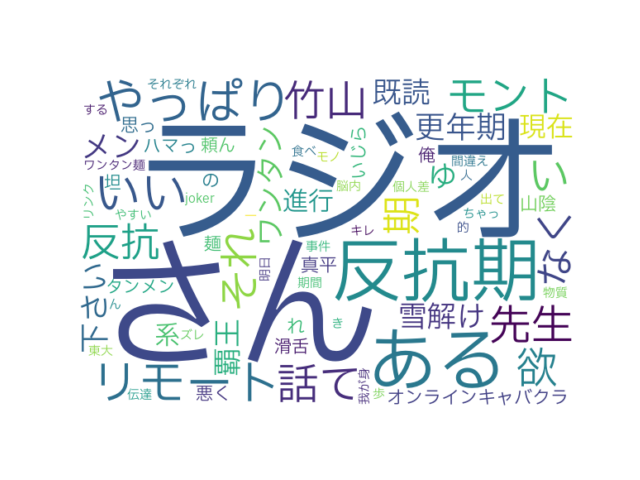 ラジオ
さん
反抗期
ある
やっぱり
それぞれ
竹山
既読
モント
する
思っ
ハマっ
頼ん
メン
ワンタン麺
坦
の
joker
ワンタン
食べ
モノ
いじら
更年期
現在
俺
間違え
人
い
ゆ
リンク
やすい
いい
進行
脳内
個人差
期
出て
ちゃっ
山陰
的
なく
反抗
それ
麺
ー
事件
キレ
下さい
タンメン
ん
明日
真平
期間
物質
系
ズレ
覇王
れ
滑舌
き
雪解け
先生
東大
リモート
伝達
悪く
話て
我が身
歩
欲
オンラインキャバクラ